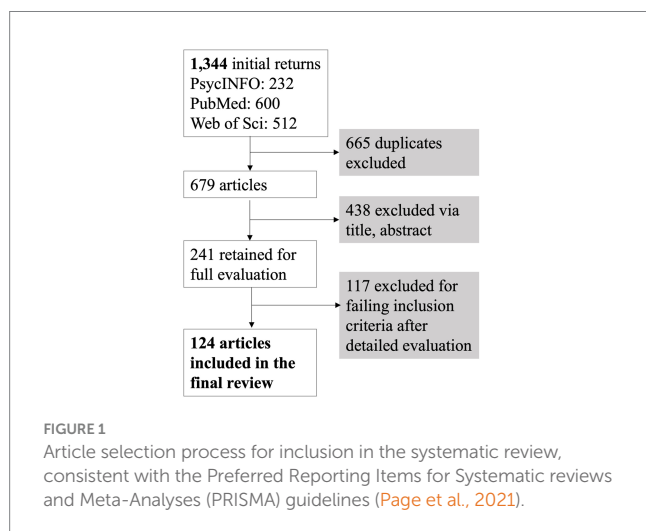 1,344 initial returns
PsycINFO: 232
PubMed: 600
Web of Sci: 512
665 duplicates
excluded
679 articles
438 excluded via
title, abstract
241 retained for
full evaluation
117 excluded for
failing inclusion
criteria after
detailed evaluation
124 articles
included in the
final review
FIGURE 1
Article selection process for inclusion in the systematic review,
consistent with the Preferred Reporting Items for Systematic reviews
and Meta-Analyses (PRISMA) guidelines (Page et al., 2021).